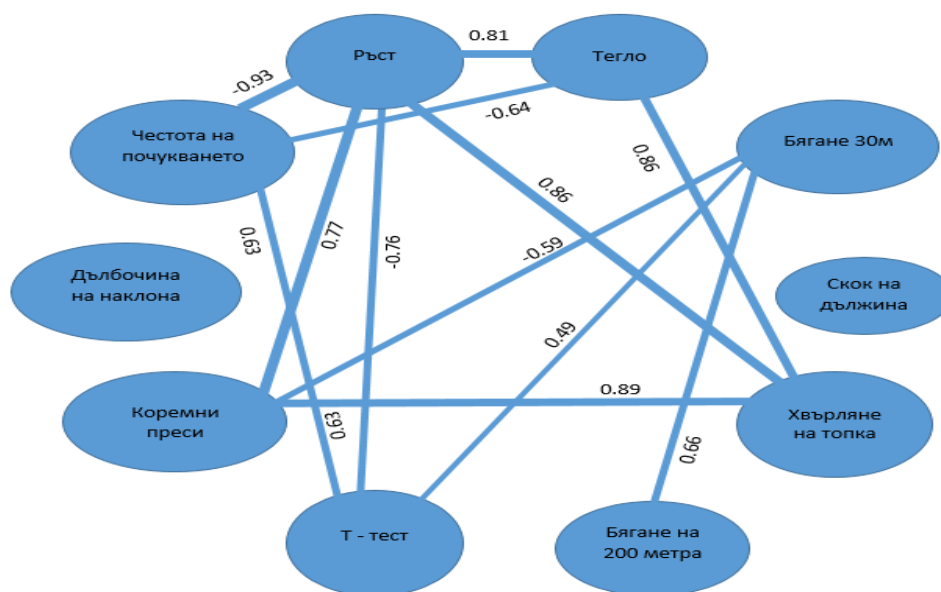 0.81
Ръст
Тегло
-0.93
-0.64
Честота на
почукването
Бягане 30м
0.86
0.86
0.63
0.77
-0.76
-0.59
Дълбочина
на наклона
Скок на
дължина
0.49
0.89
Коремни
преси
0.63
Хвърляне
на топка
0.66
Т - тест
Бягане на
200 метра